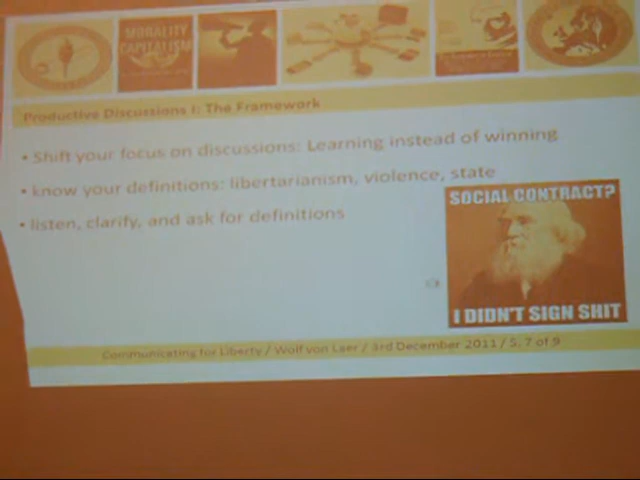 MORALITY
CAPITALISM
Productive Discussions I: The Framework
• Shift your focus on discussions: Learning instead of winning
• know your definitions: libertarianism, violence, state
• listen, clarify, and ask for definitions
SOCIAL CONTRACT?
I DIDN'T SIGN SHIT
Communicating for Liberty / Wolf von Laer / 3rd December 2011 / S. 7 of 9